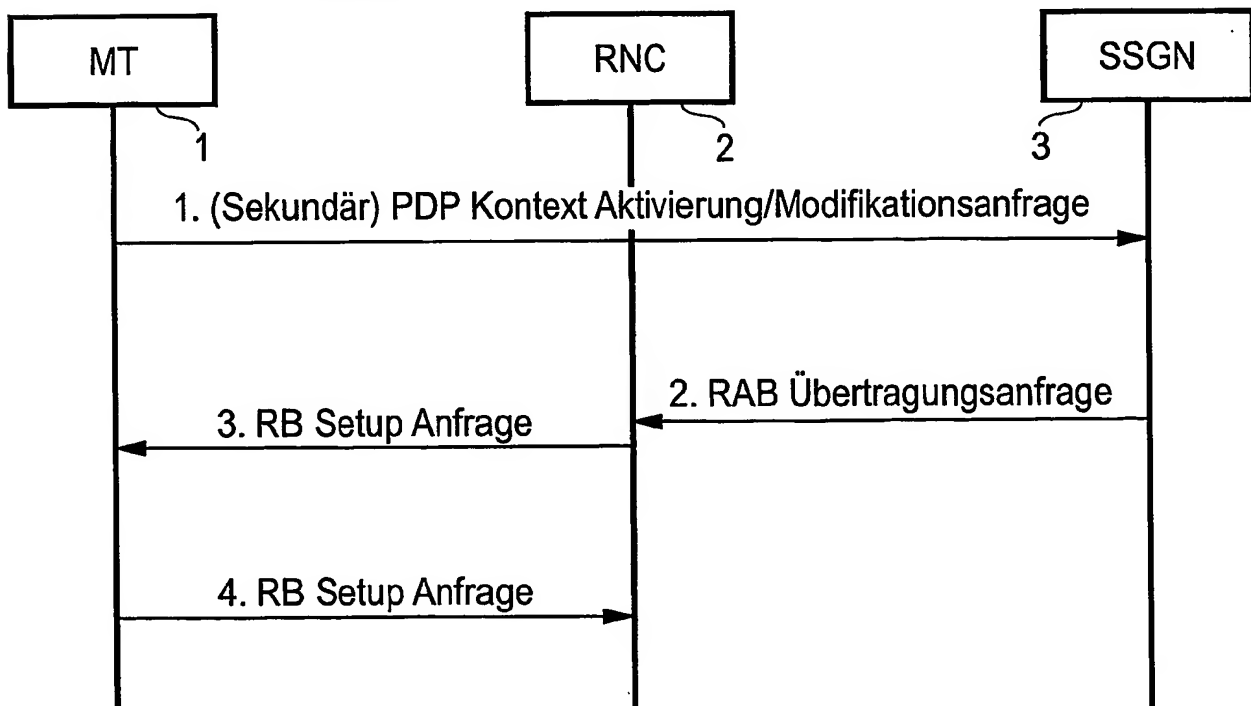 MT
RNC
SSGN
1
2
3
1. (Sekundär) PDP Kontext Aktivierung/Modifikationsanfrage
2. RAB Übertragungsanfrage
3. RB Setup Anfrage
4. RB Setup Anfrage